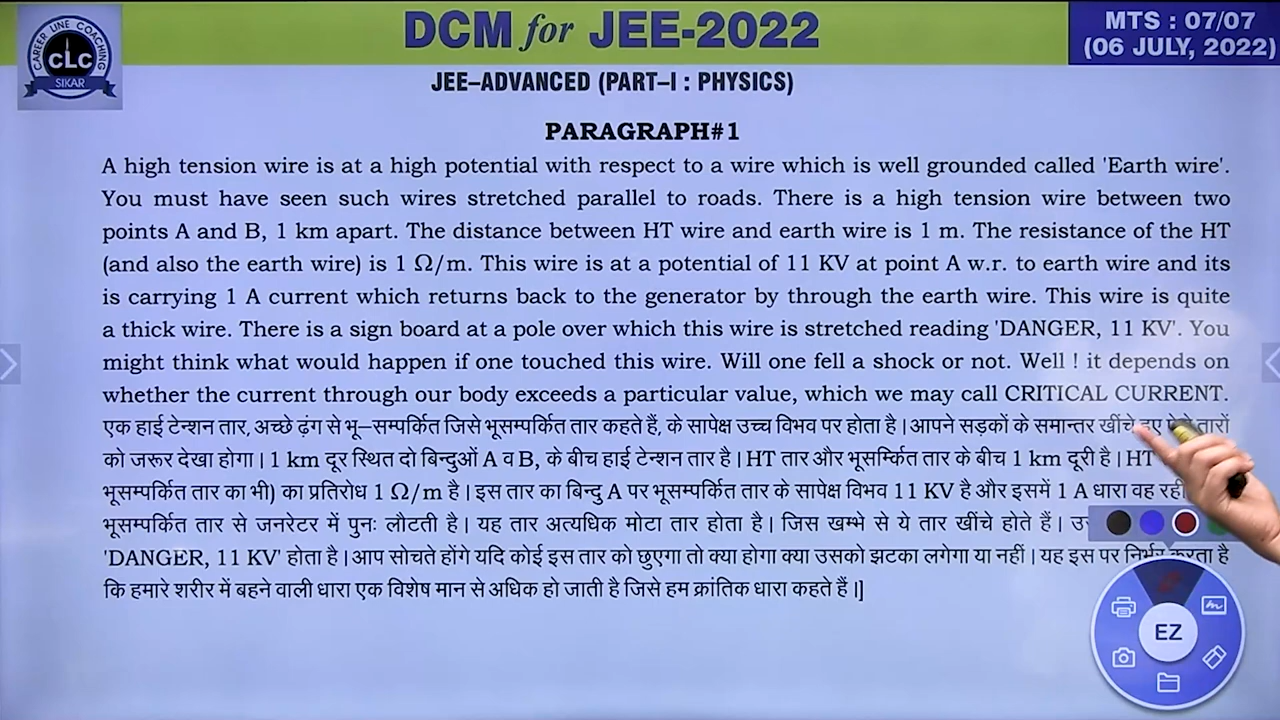 CAREER LINE COACHING
CLC
SIKAR
DCM for JEE-2022
MTS : 07/07
(06 JULY, 2022)
JEE–ADVANCED (PART–I : PHYSICS)
PARAGRAPH#1
A high tension wire is at a high potential with respect to a wire which is well grounded called 'Earth wire'.
You must have seen such wires stretched parallel to roads. There is a high tension wire between two
points A and B, 1 km apart. The distance between HT wire and earth wire is 1 m. The resistance of the HT
(and also the earth wire) is 1 Ω/m. This wire is at a potential of 11 KV at point A w.r. to earth wire and its
is carrying 1 A current which returns back to the generator by through the earth wire. This wire is quite
a thick wire. There is a sign board at a pole over which this wire is stretched reading 'DANGER, 11 KV'. You
might think what would happen if one touched this wire. Will one fell a shock or not. Well ! it depends on
whether the current through our body exceeds a particular value, which we may call CRITICAL CURRENT.
एक हाई टेन्शन तार, अच्छे ढ़ंग से भू–सम्पर्कित जिसे भूसम्पर्कित तार कहते हैं, के सापेक्ष उच्च विभव पर होता है। आपने सड़कों के समान्तर खींचे तारों
को जरूर देखा होगा। 1 km दूर स्थित दो बिन्दुओं A व B, के बीच हाई टेन्शन तार है। HT तार और भूसर्म्कित तार के बीच 1 km दूरी है। HT
भूसम्पर्कित तार का भी) का प्रतिरोध 1 Ω/m है। इस तार का बिन्दु A पर भूसम्पर्कित तार के सापेक्ष विभव 11 KV है और इसमें 1 A धारा वह रही
भूसम्पर्कित तार से जनरेटर में पुनः लौटती है। यह तार अत्यधिक मोटा तार होता है। जिस खम्भे से ये तार खींचे होते हैं।
'DANGER, 11 KV' होता है। आप सोचते होंगे यदि कोई इस तार को छुएगा तो क्या होगा क्या उसको झटका लगेगा या नहीं। यह इस पर निर्भर करता है
कि हमारे शरीर में बहने वाली धारा एक विशेष मान से अधिक हो जाती है जिसे हम क्रांतिक धारा कहते हैं।]
EZ